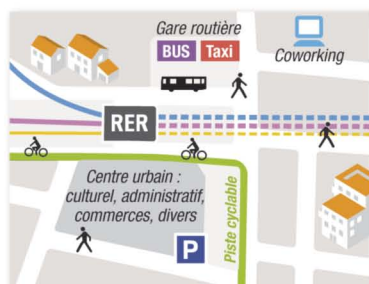 Gare routière
BUS Taxi
Coworking
RER
Centre urbain :
culturel, administratif,
commerces, divers
P
Piste cyclable